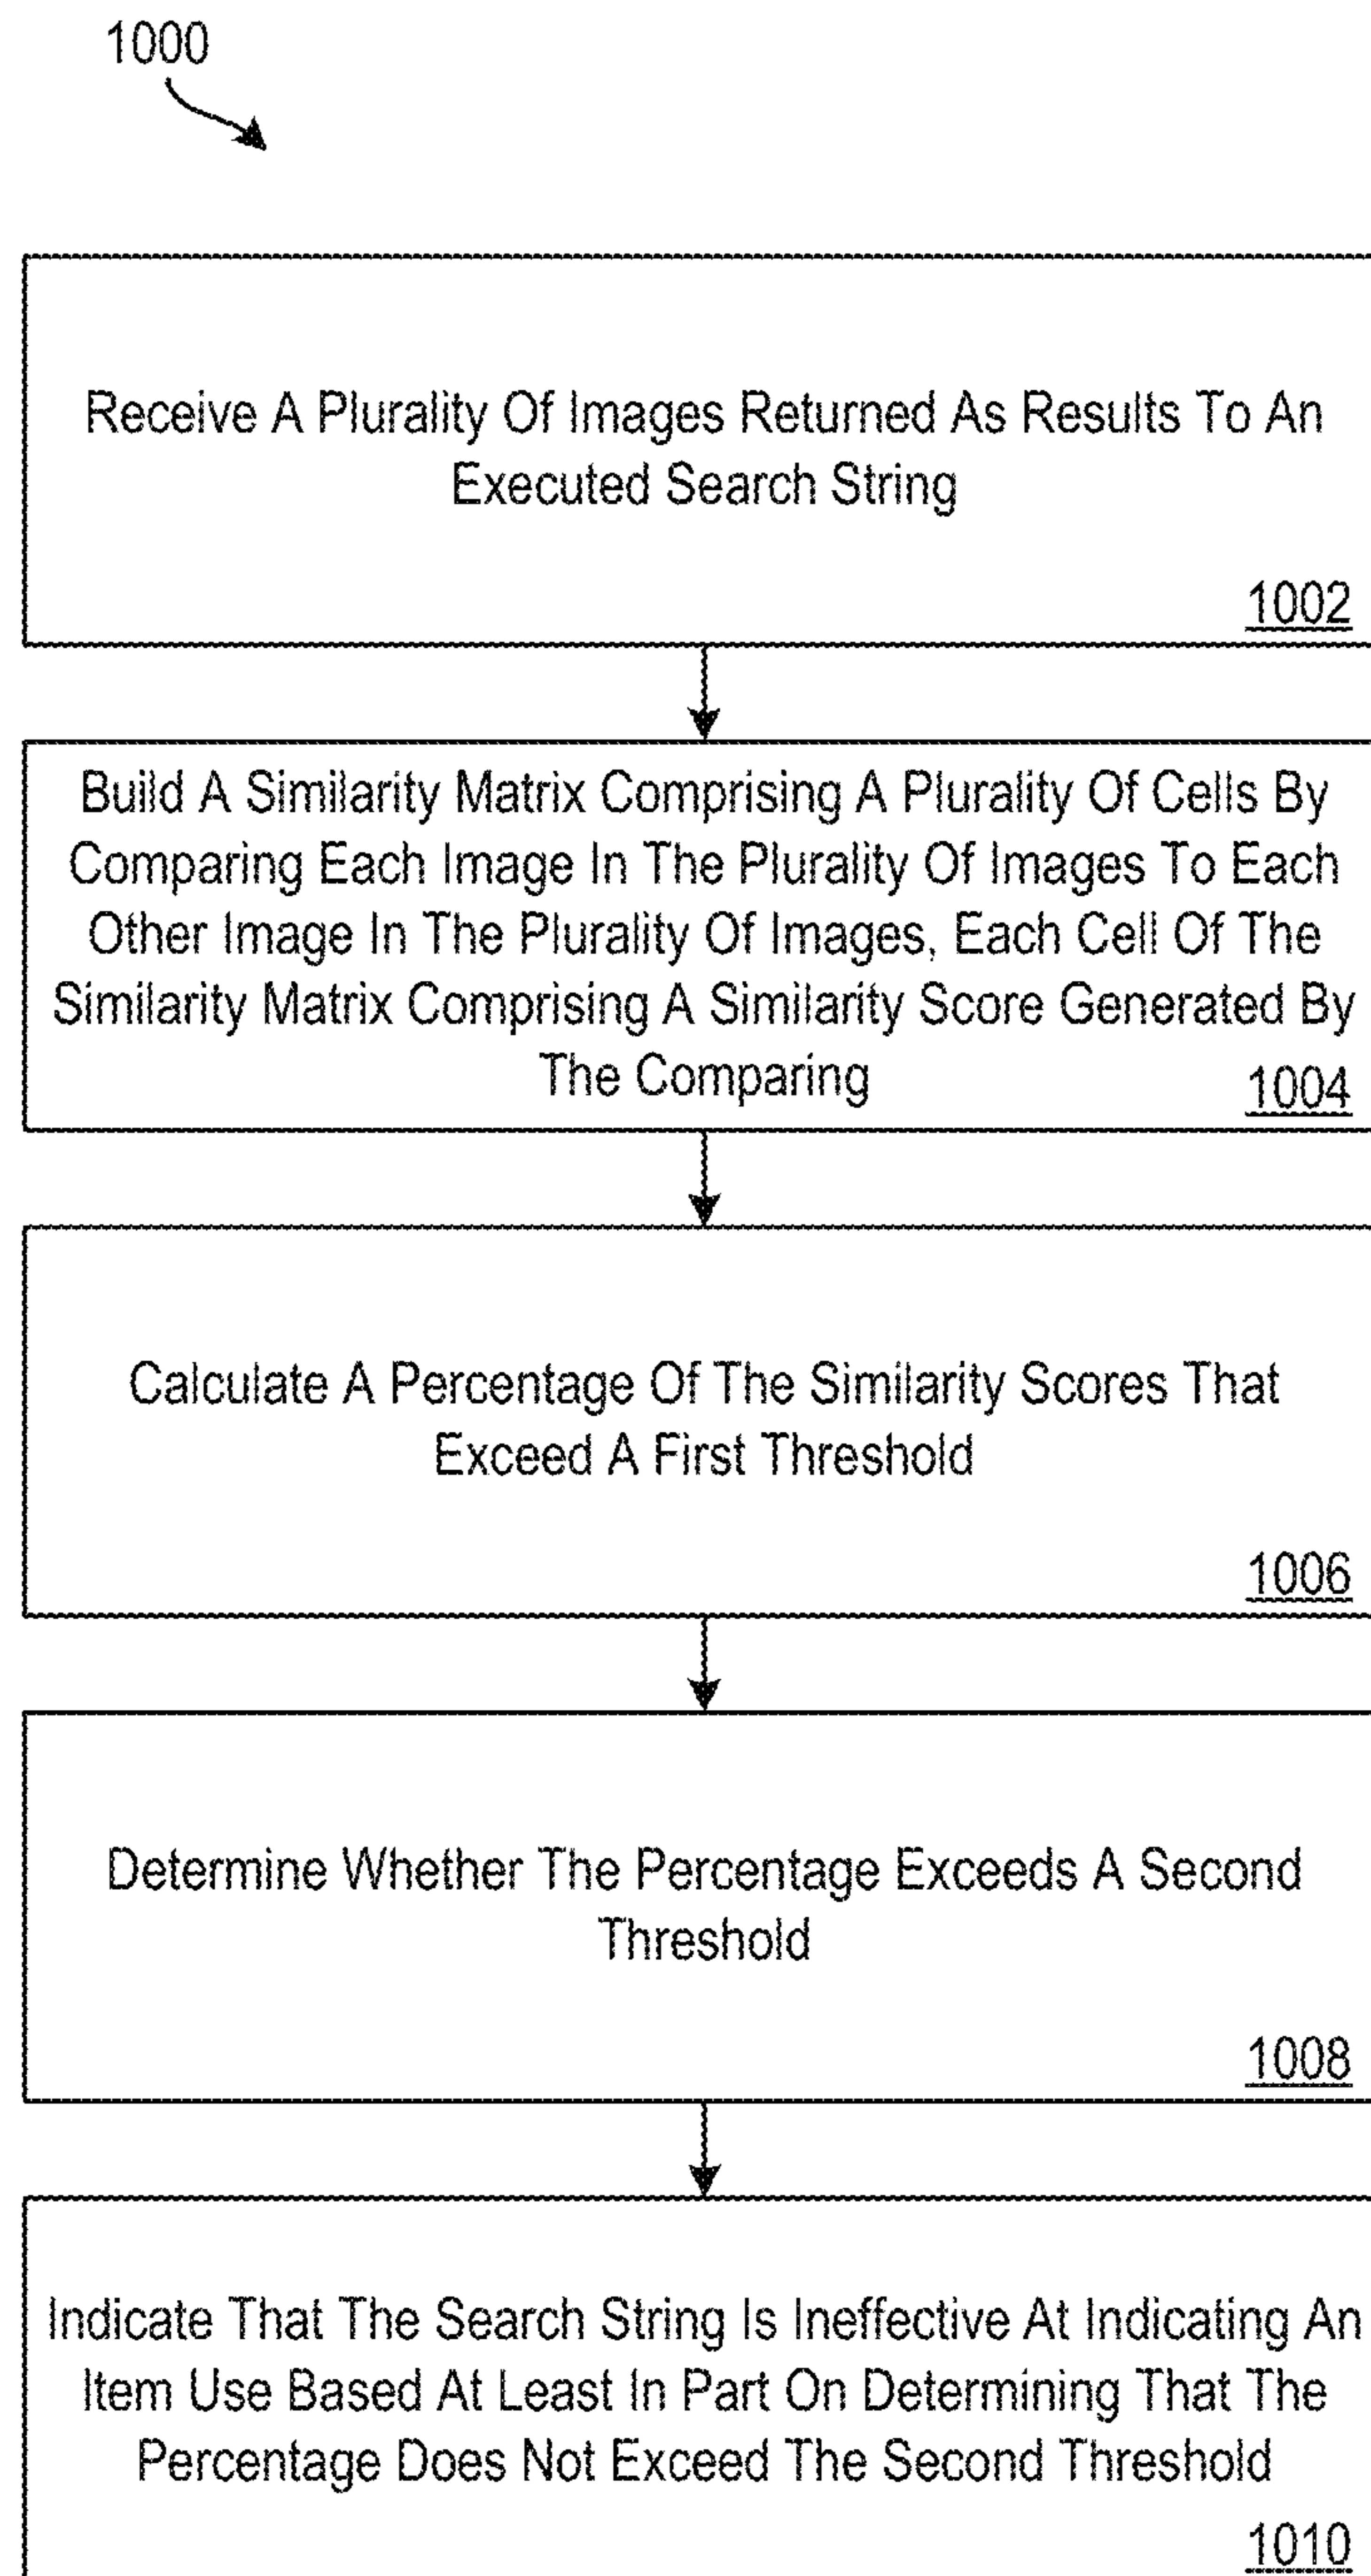 1000
Receive A Plurality Of Images Returned As Results To An
Executed Search String
1002
Build A Similarity Matrix Comprising A Plurality Of Cells By
Comparing Each Image In The Plurality Of Images To Each
Other Image In The Plurality Of Images, Each Cell Of The
Similarity Matrix Comprising A Similarity Score Generated By
The Comparing
1004
Calculate A Percentage Of The Similarity Scores That
Exceed A First Threshold
1006
Determine Whether The Percentage Exceeds A Second
Threshold
1008
Indicate That The Search String Is Ineffective At Indicating An
Item Use Based At Least In Part On Determining That The
Percentage Does Not Exceed The Second Threshold
1010